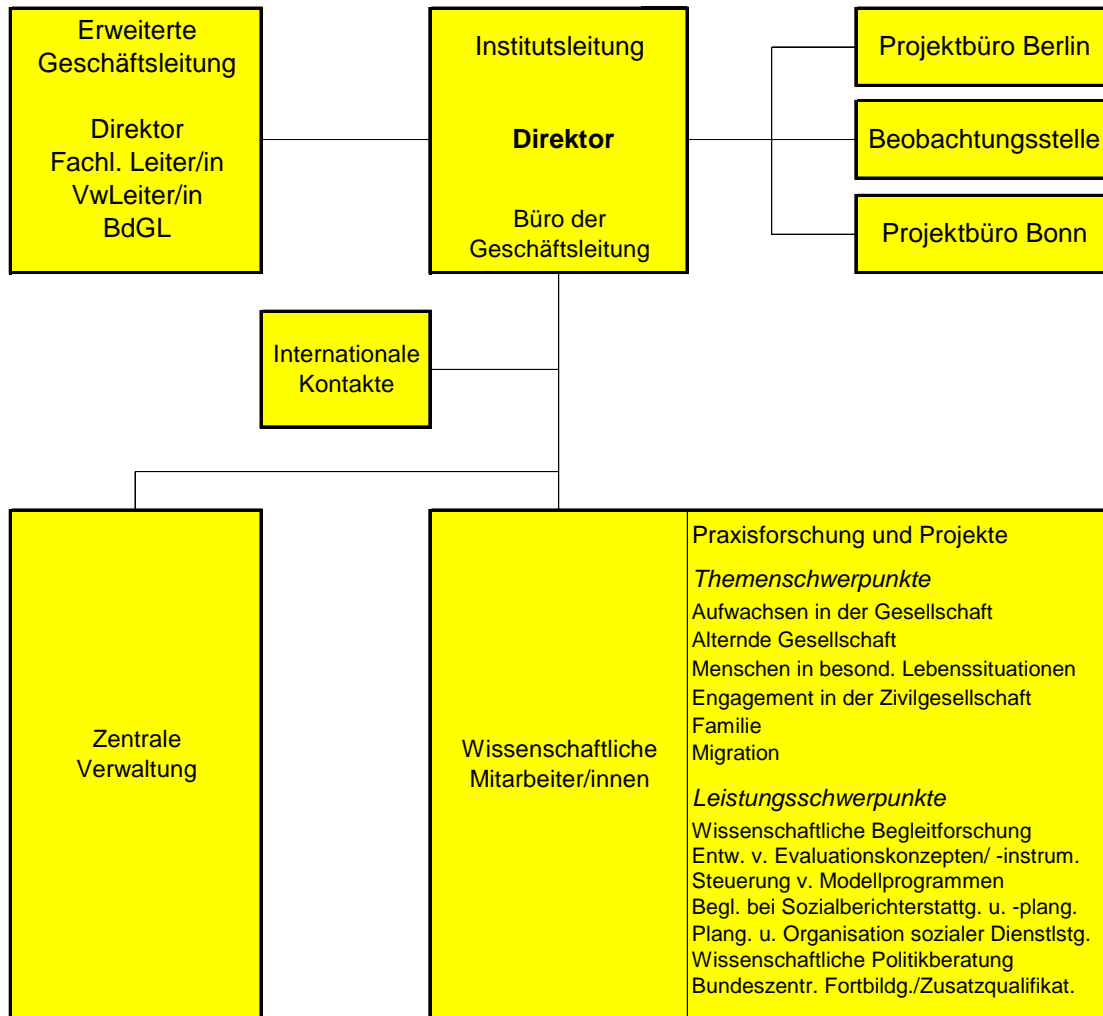 Erweiterte
Geschäftsleitung
Direktor
Fachl. Leiter/in
VwLeiter/in
BdGL
Institutsleitung
Direktor
Büro der
Geschäftsleitung
Projektbüro Berlin
Beobachtungsstelle
Projektbüro Bonn
Internationale
Kontakte
Zentrale
Verwaltung
Wissenschaftliche
Mitarbeiter/innen
Praxisforschung und Projekte
Themenschwerpunkte
Aufwachsen in der Gesellschaft
Alternde Gesellschaft
Menschen in besond. Lebenssituationen
Engagement in der Zivilgesellschaft
Familie
Migration
Leistungsschwerpunkte
Wissenschaftliche Begleitforschung
Entw. v. Evaluationskonzepten/ -instrum.
Steuerung v. Modellprogrammen
Begl. bei Sozialberichterstattg. u. -plang.
Plang. u. Organisation sozialer Dienstlstg.
Wissenschaftliche Politikberatung
Bundeszentr. Fortbildg./Zusatzqualifikat.